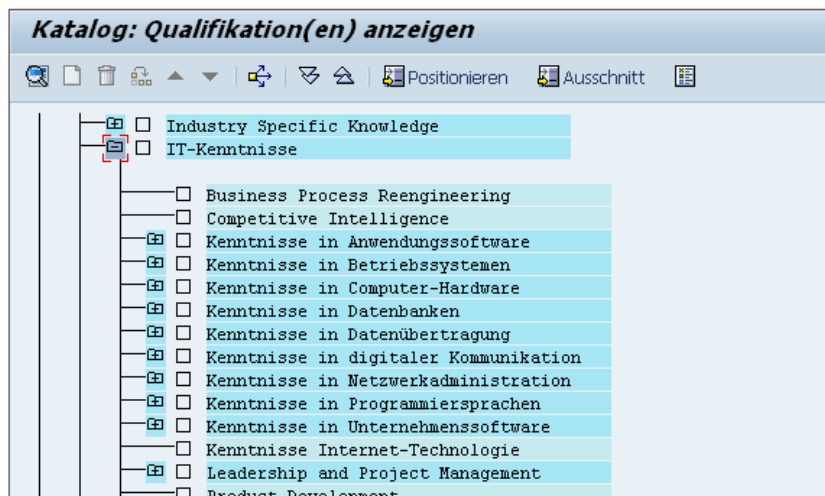 Katalog: Qualifikation(en) anzeigen
Positionieren Ausschnitt
Industry Specific Knowledge
IT-Kenntnisse
Business Process Reengineering
Competitive Intelligence
Kenntnisse in Anwendungssoftware
Kenntnisse in Betriebssystemen
Kenntnisse in Computer-Hardware
Kenntnisse in Datenbanken
Kenntnisse in Datenübertragung
Kenntnisse in digitaler Kommunikation
Kenntnisse in Netzwerkadministration
Kenntnisse in Programmiersprachen
Kenntnisse in Unternehmenssoftware
Kenntnisse Internet-Technologie
Leadership and Project Management
Product Development